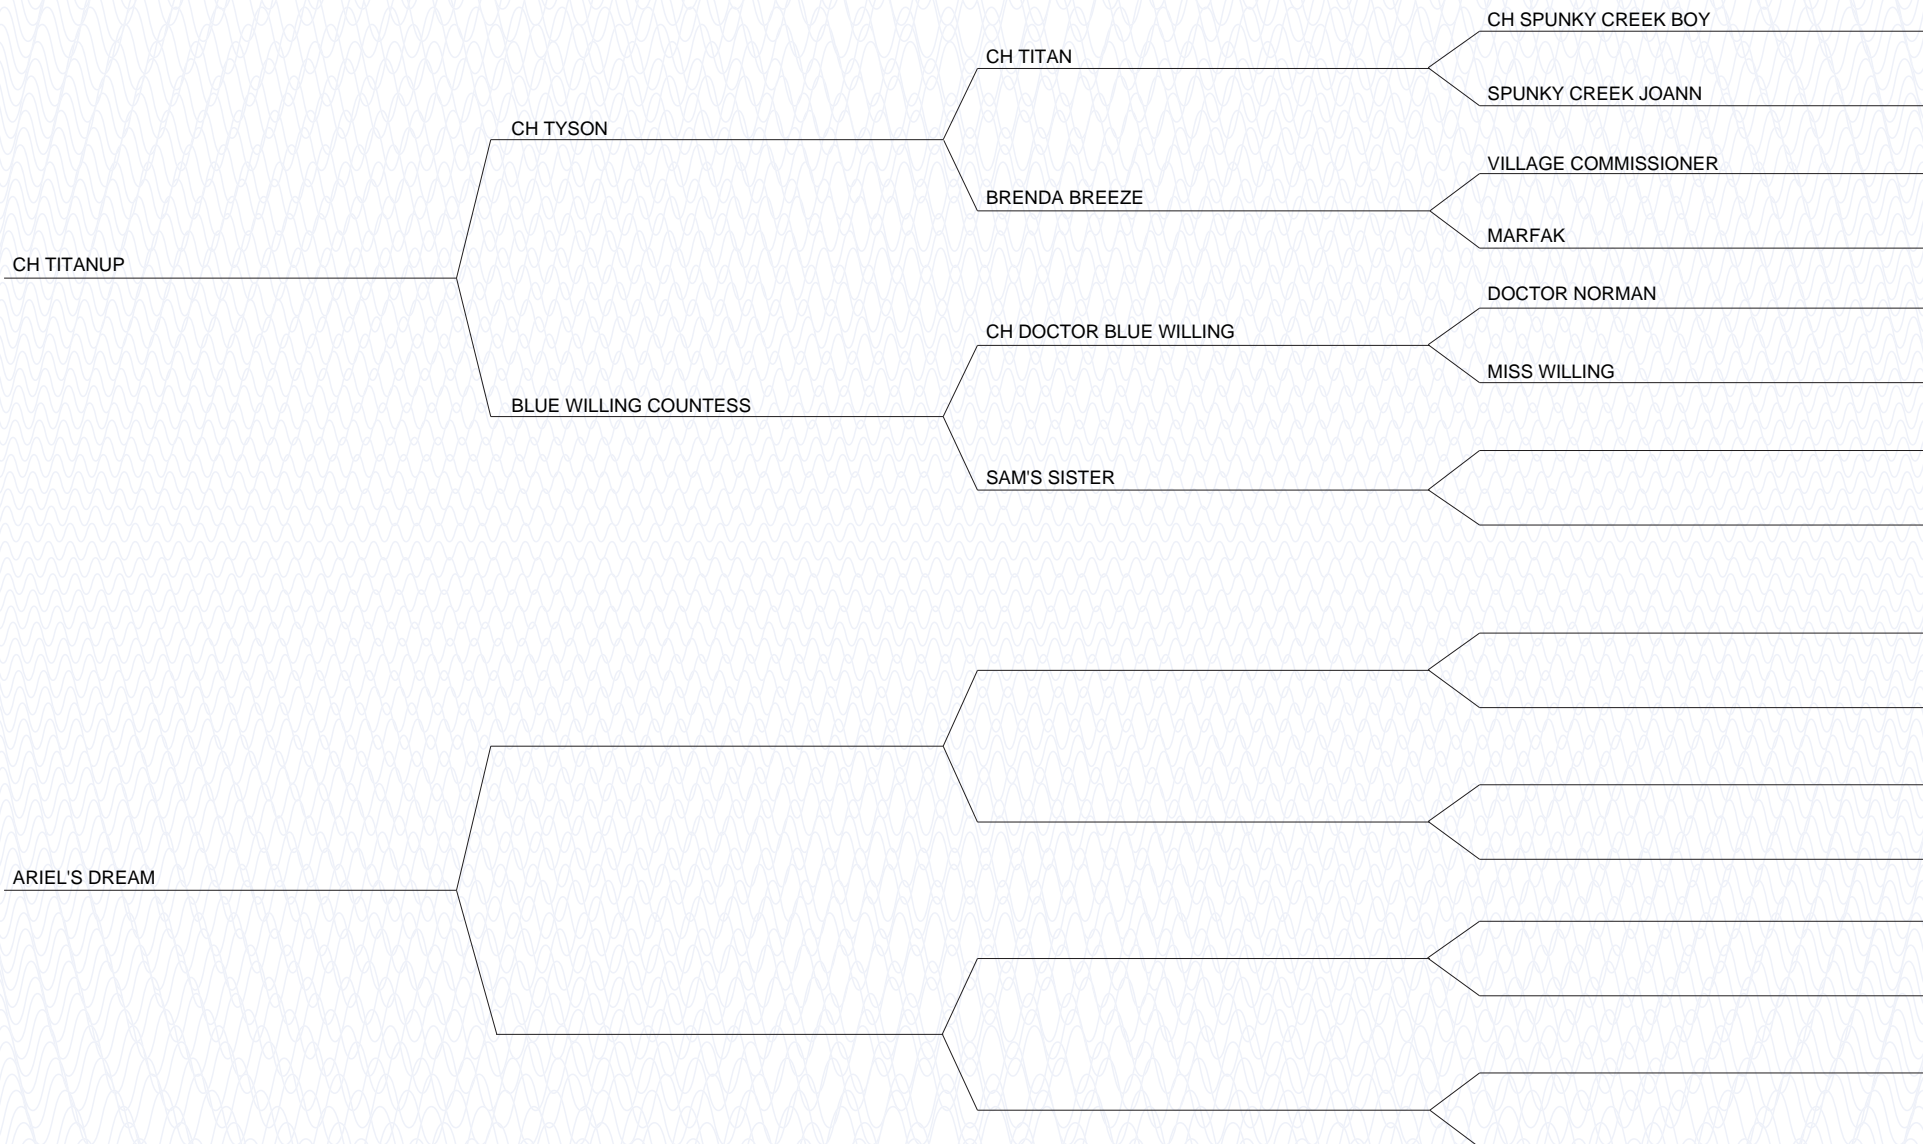 CH SPUNKY CREEK BOY
CH TITAN
SPUNKY CREEK JOANN
CH TYSON
VILLAGE COMMISSIONER
BRENDA BREEZE
MARFAK
CH TITANUP
DOCTOR NORMAN
CH DOCTOR BLUE WILLING
MISS WILLING
BLUE WILLING COUNTESS
SAM'S SISTER
ARIEL'S DREAM